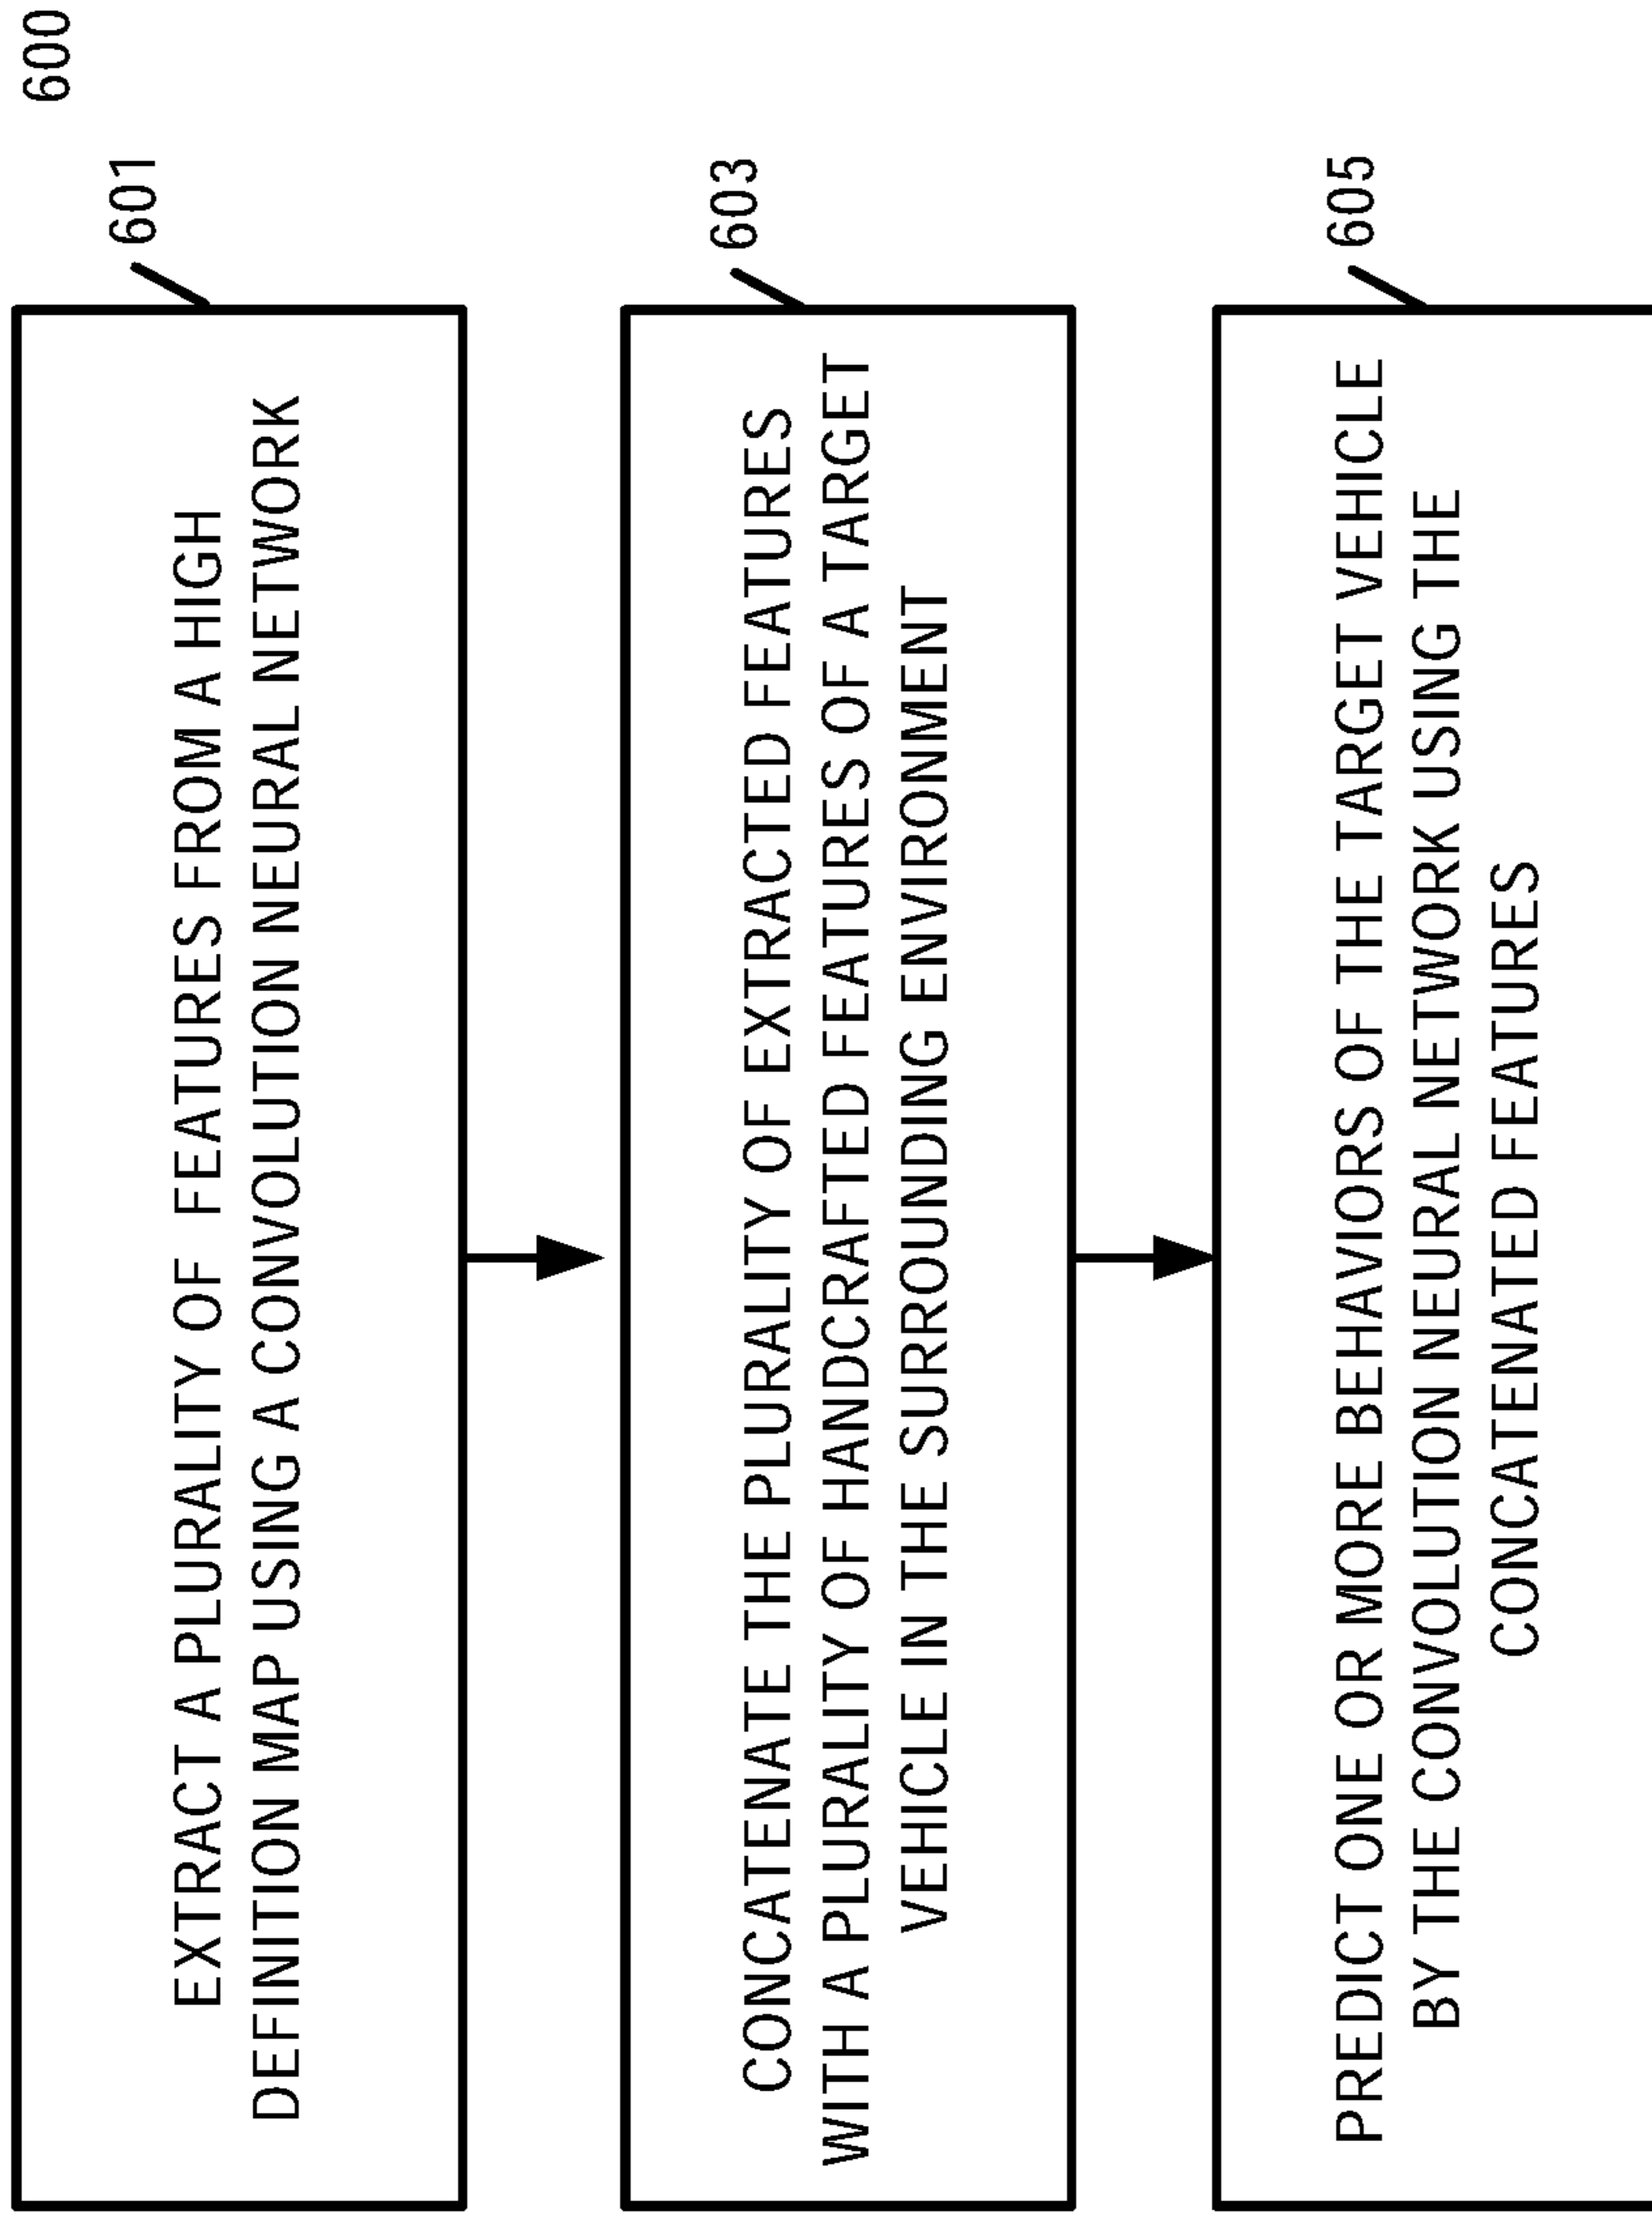 600
601
EXTRACT A PLURALITY OF FEATURES FROM A HIGH
DEFINITION MAP USING A CONVOLUTION NEURAL NETWORK
603
CONCATENATE THE PLURALITY OF EXTRACTED FEATURES
WITH A PLURALITY OF HANDCRAFTED FEATURES OF A TARGET
VEHICLE IN THE SURROUNDING ENVIRONMENT
605
PREDICT ONE OR MORE BEHAVIORS OF THE TARGET VEHICLE
BY THE CONVOLUTION NEURAL NETWORK USING THE
CONCATENATED FEATURES